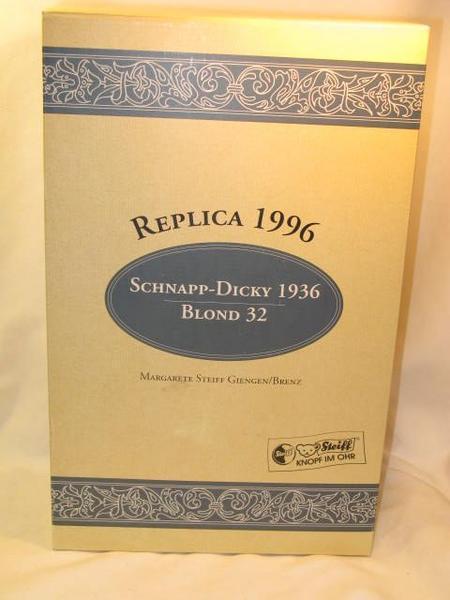 REPLICA 1996
SCHNAPP-DICKY 1936
BLOND 32
MARGARETE STEIFF GIENGEN/BRENZ
Steiff Steiff®
KNOPF IM OHR